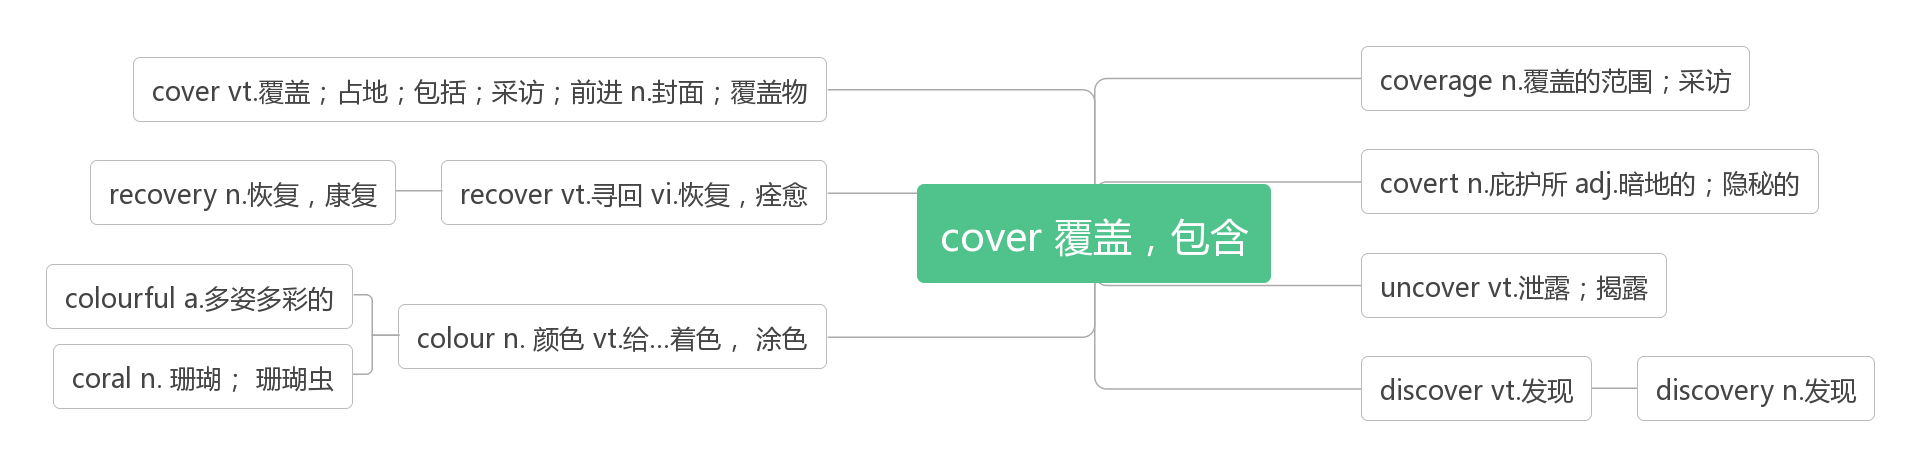 cover 覆盖，包含
cover vt.覆盖；占地；包括；采访；前进 n.封面；覆盖物
recover vt.寻回 vi.恢复，痊愈
recovery n.恢复，康复
colour n. 颜色 vt.给...着色， 涂色
colourful a.多姿多彩的
coral n. 珊瑚； 珊瑚虫
coverage n.覆盖的范围；采访
covert n.庇护所 adj.暗地的；隐秘的
uncover vt.泄露；揭露
discover vt.发现
discovery n.发现